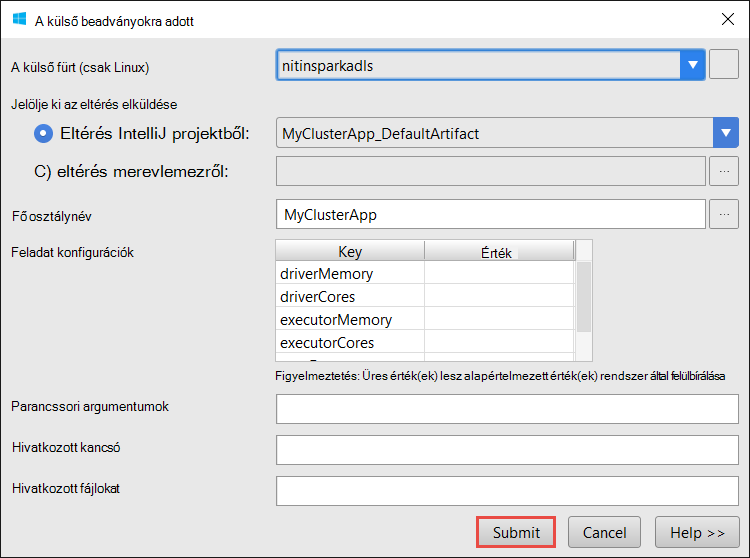 A külső beadványokra adott
A külső fürt (csak Linux)
nitinsparkadls
Jelölje ki az eltérés elküldése
Eltérés IntelliJ projektből:
MyClusterApp_DefaultArtifact
C) eltérés merevlemezről:
...
Fő osztálynév
MyClusterApp
...
Feladat konfigurációk
Key Érték
driverMemory
driverCores
executorMemory
executorCores
Figyelmeztetés: Üres érték(ek) lesz alapértelmezett érték(ek) rendszer által felülbírálása
Parancssori argumentumok
Hivatkozott kancsó
Hivatkozott fájlokat
Submit Cancel Help >>